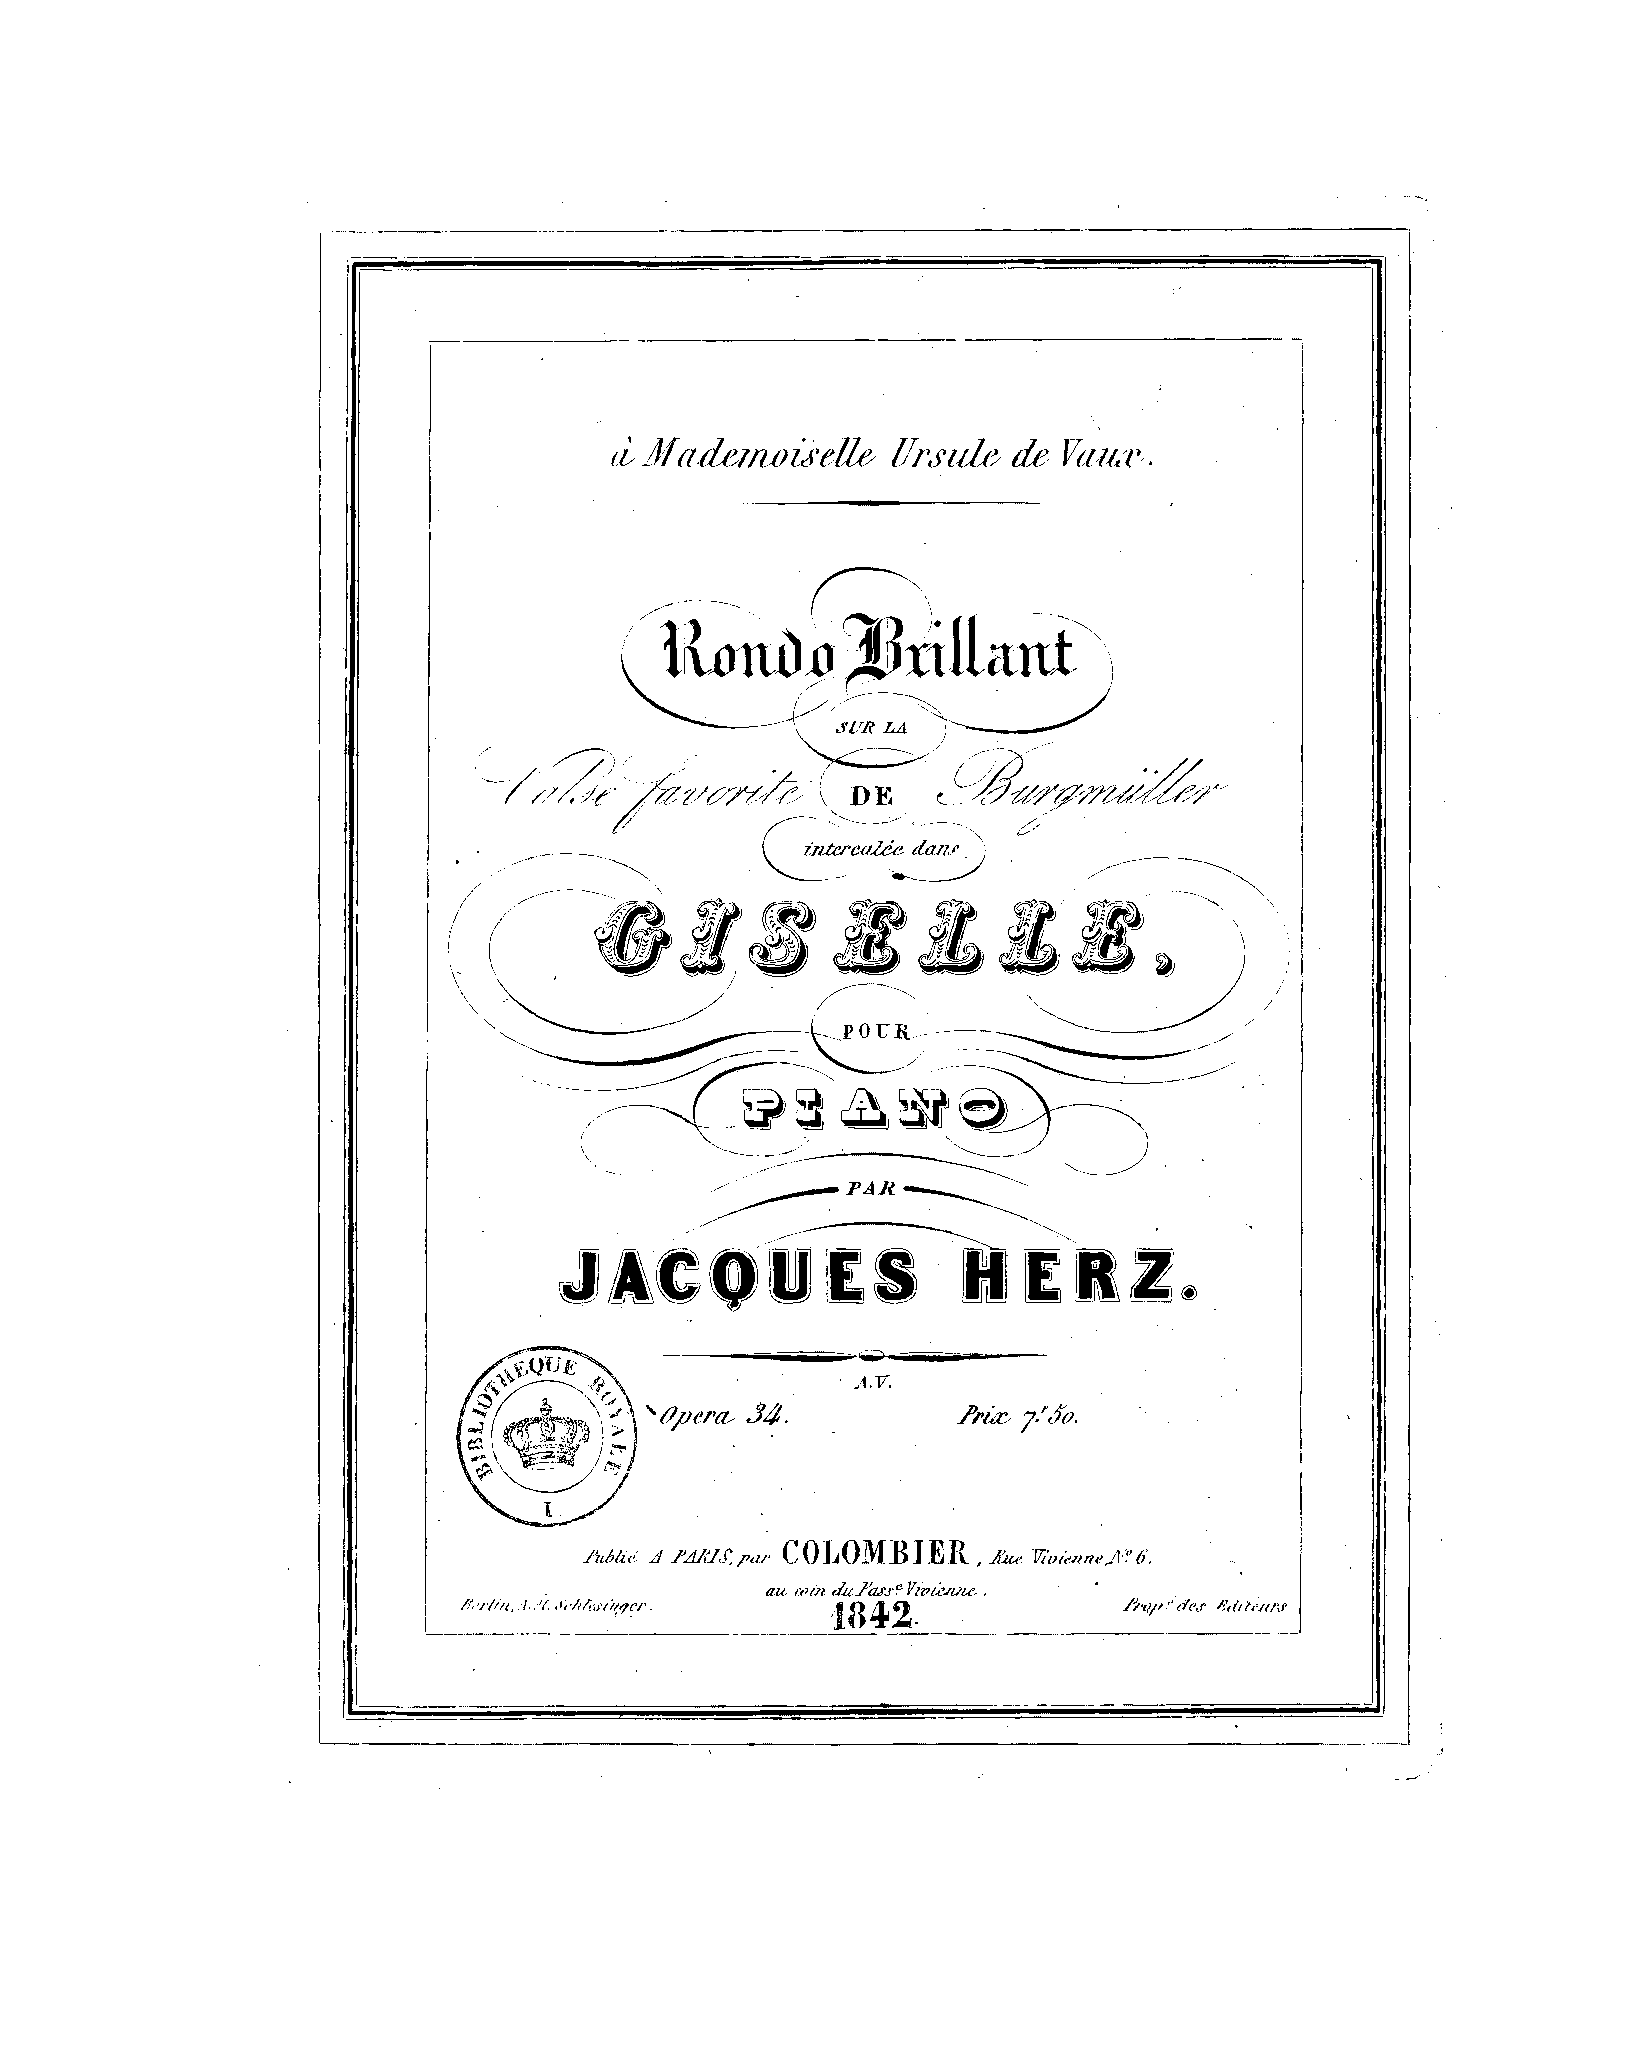 à Mademoiselle Ursule de Vaux.
Rondo Brillant
SUR LA
Valse favorite DE Burgmüller
intercalée dans
GISELLE,
POUR
PIANO
PAR
JACQUES HERZ.
A.V.
Opera 34. Prix 7f 50.
BIBLIOTHEQUE ROYALE
I
Publié A PARIS, par COLOMBIER, Rue Vivienne, No 6.
au coin du Passe Vivienne.
Berlin, A. M. Schlesinger. 1842. Propt des Editeurs